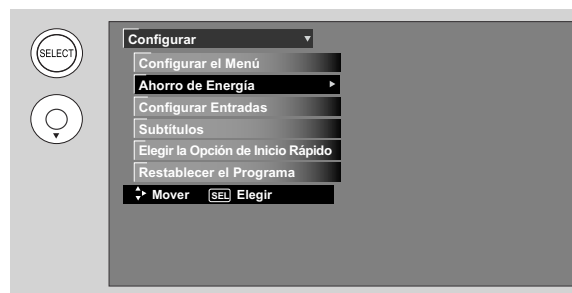 SELECT
Configurar
Configurar el Menú
Ahorro de Energía
Configurar Entradas
Subtítulos
Elegir la Opción de Inicio Rápido
Restablecer el Programa
Mover SEL Elegir